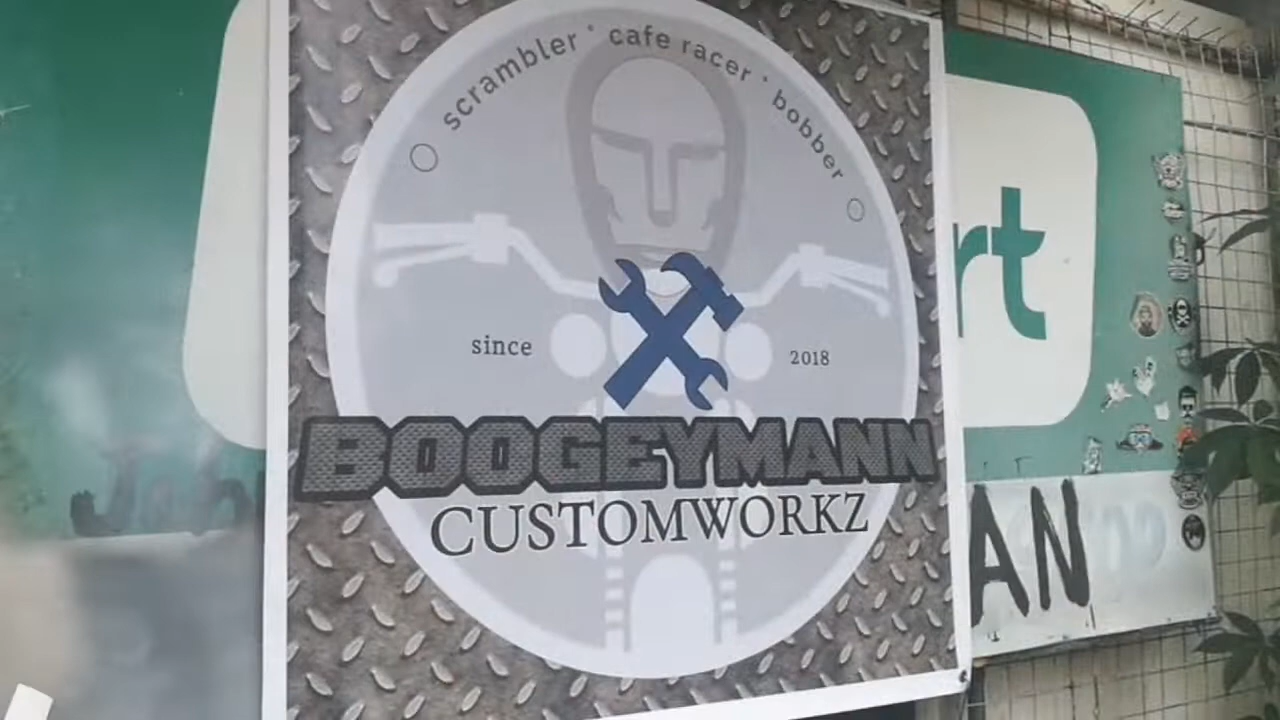 scrambler * cafe racer * bobber
since 2018
BOOGEYMANN
CUSTOMWORKZ
rt
AN